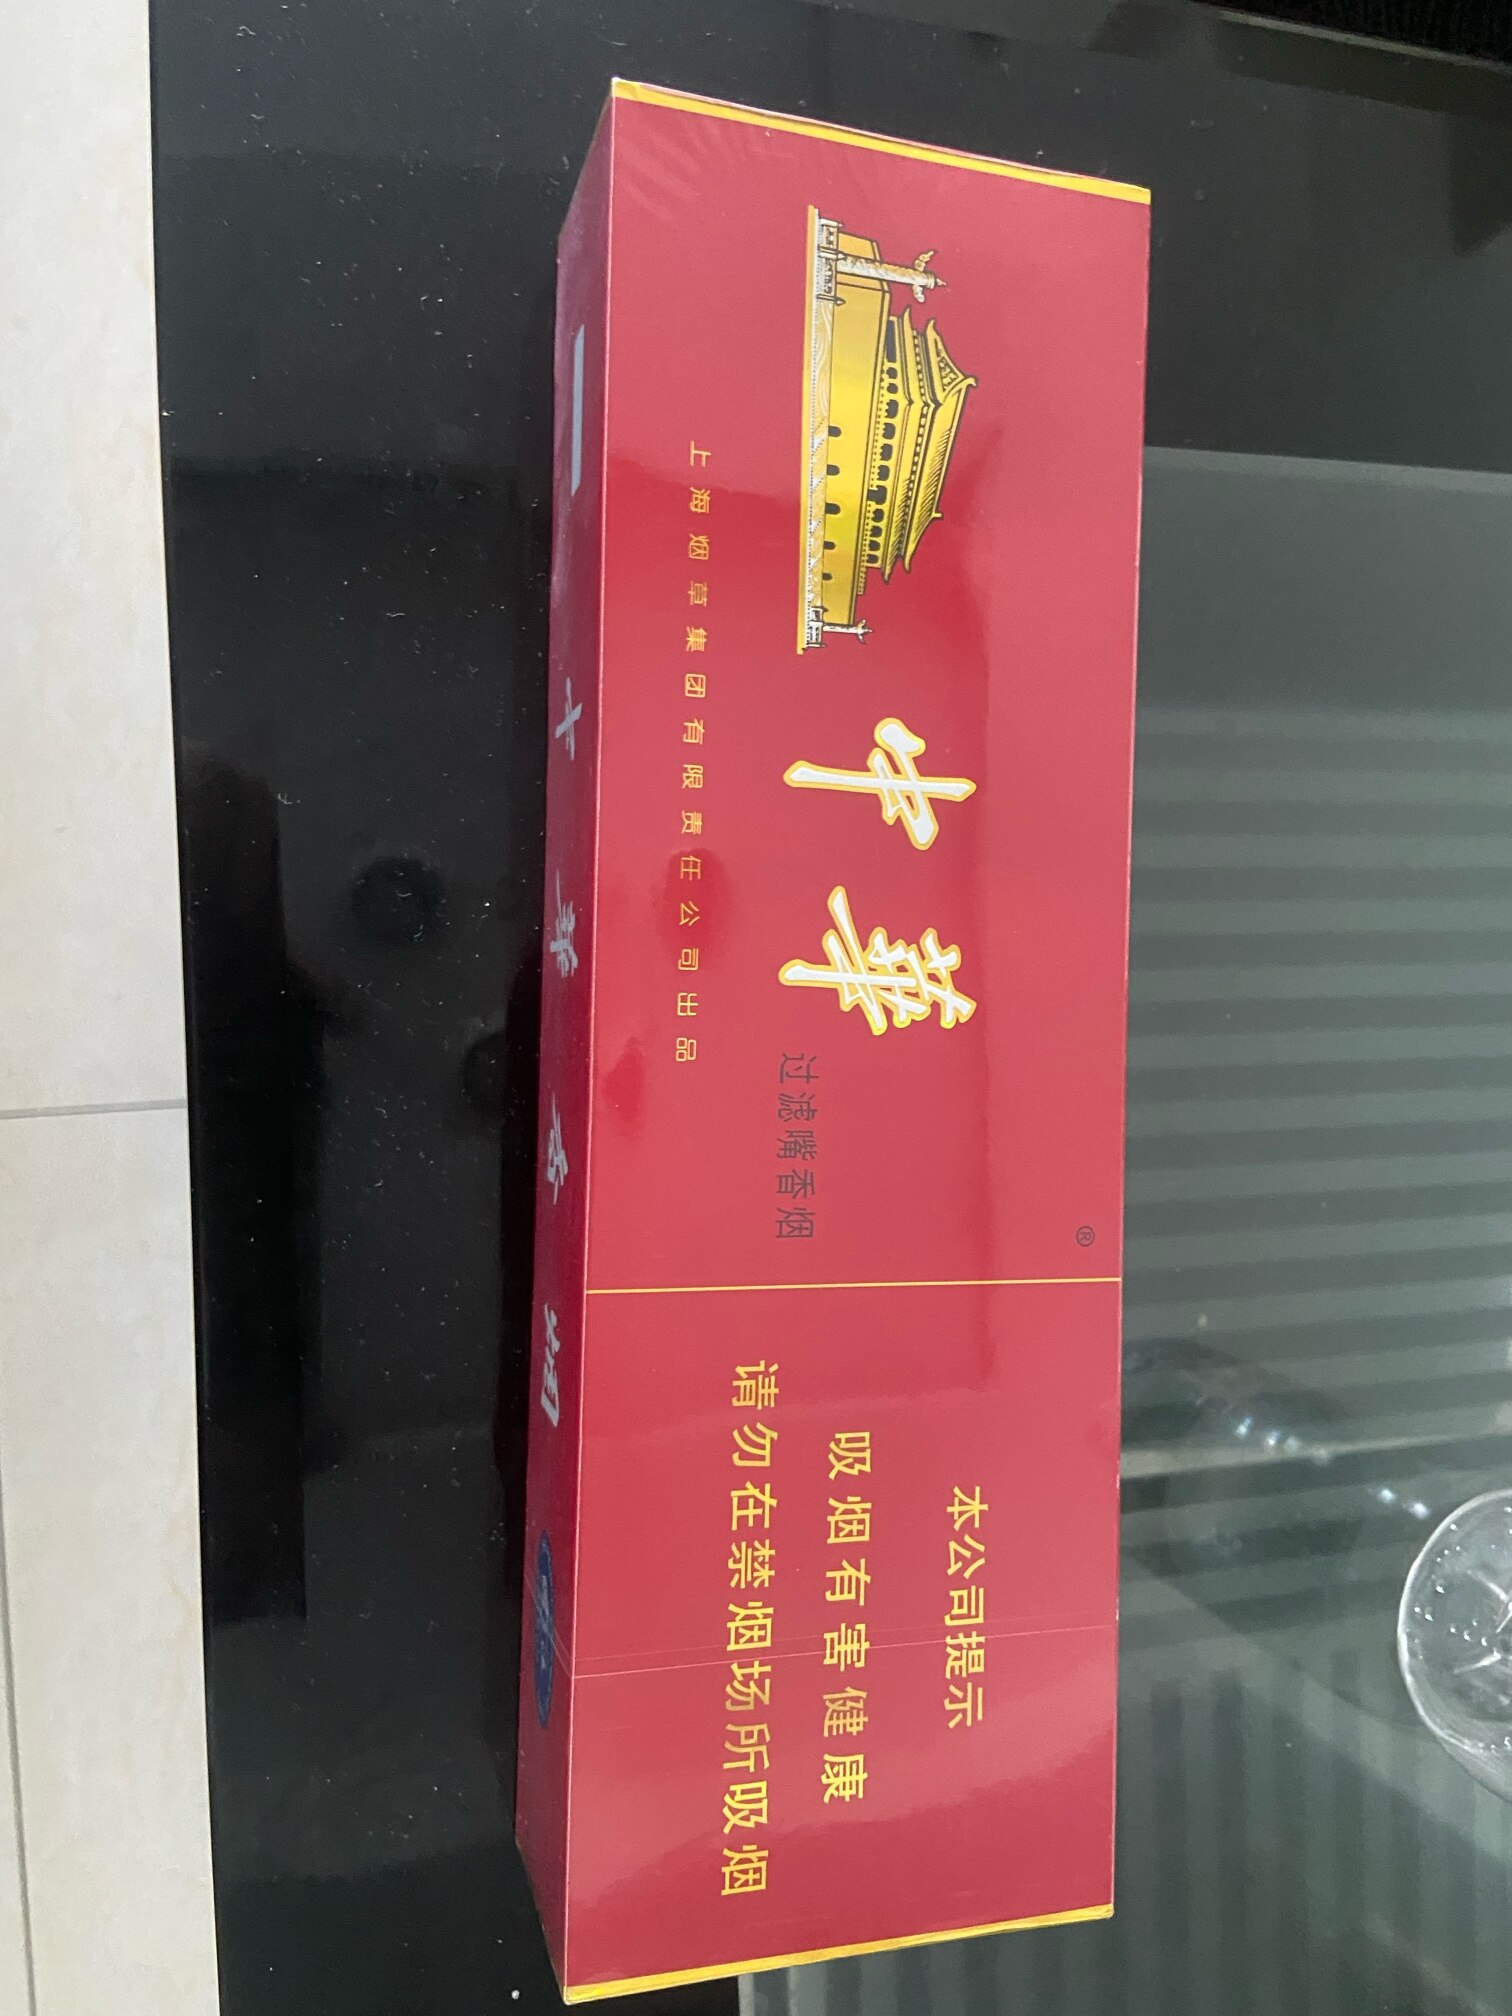 中華
过滤嘴香烟
®
上海烟草集团有限责任公司出品
本公司提示
吸烟有害健康
请勿在禁烟场所吸烟
中華香烟